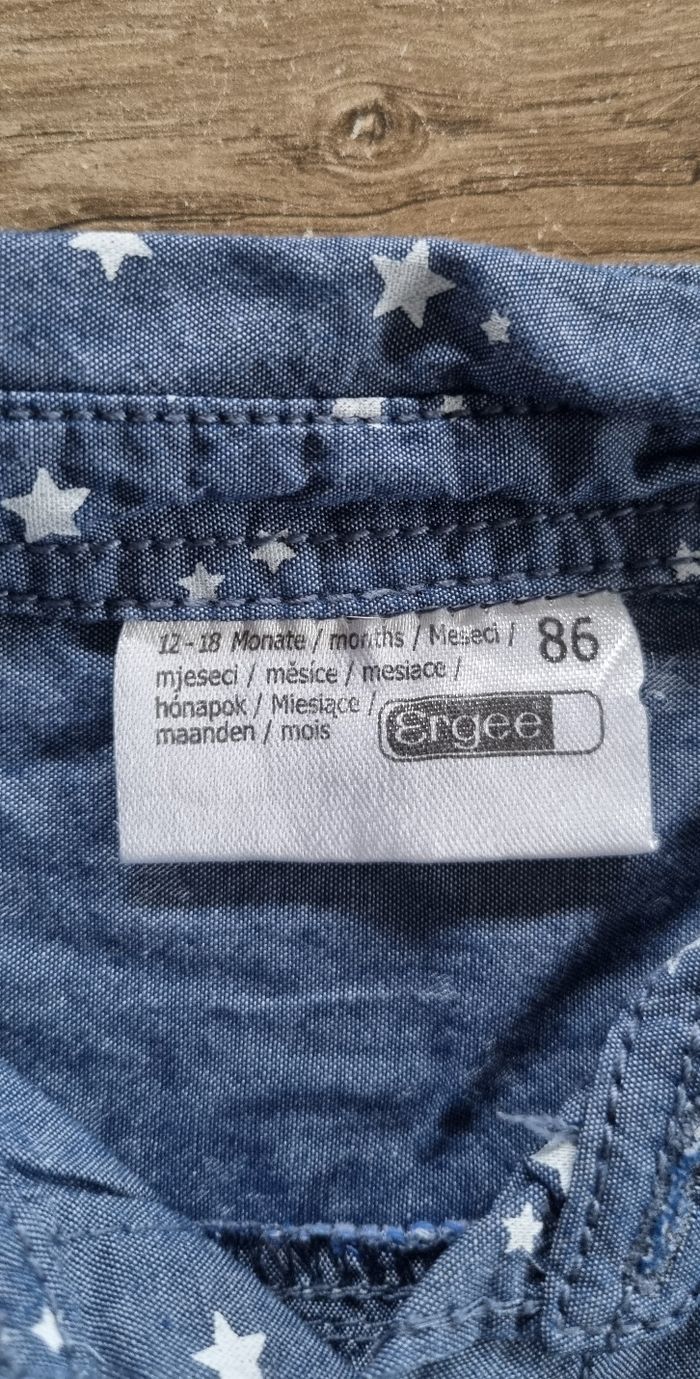 12-18 Monate / months / Meseci / 86
mjeseci / měsíce / mesiace /
hónapok / Miesiące /
maanden / mois
Ergee